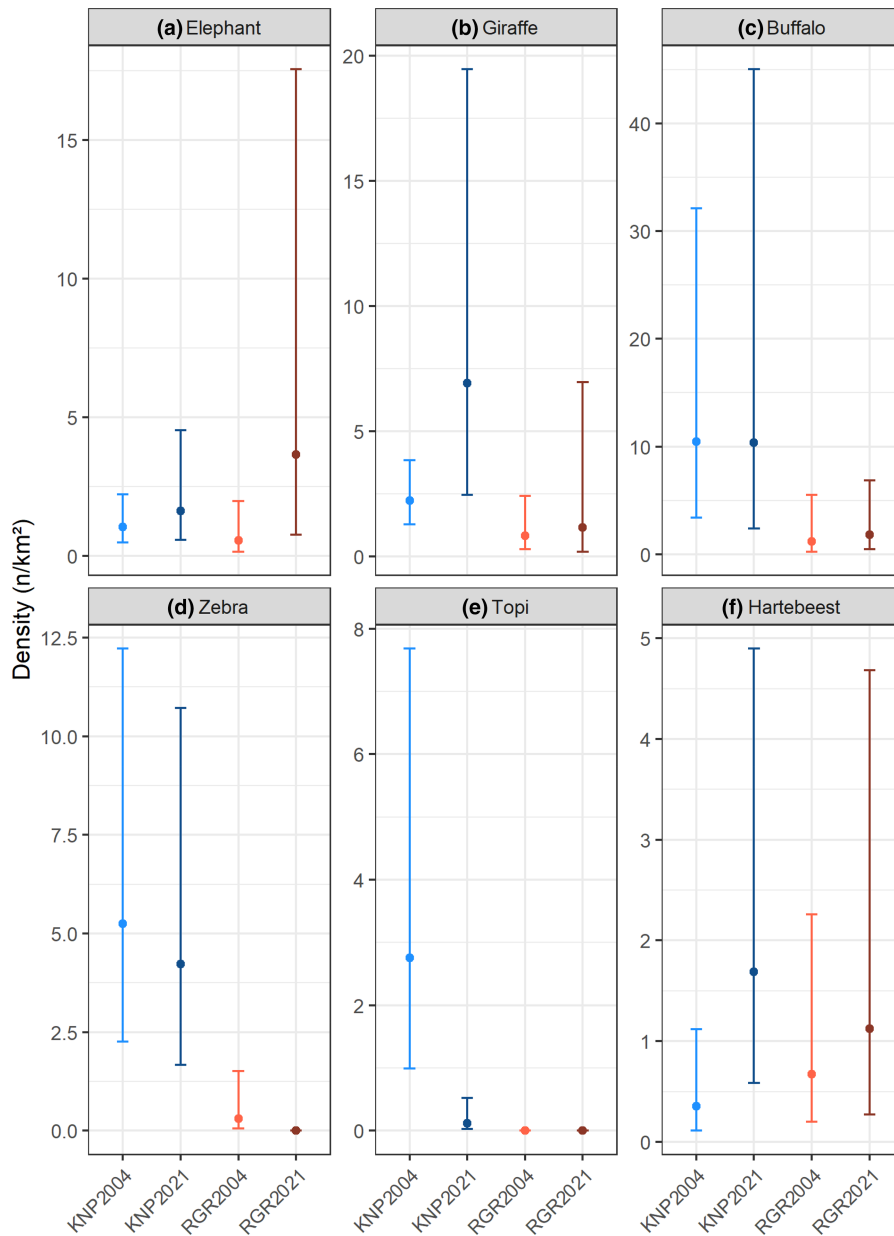 (a) Elephant
(b) Giraffe
(c) Buffalo
15
10
5
0
20
15
10
5
0
40
30
20
10
0
Density (n/km²)
(d) Zebra
(e) Topi
(f) Hartebeest
12.5
10.0
7.5
5.0
2.5
0.0
8
6
4
2
0
5
4
3
2
1
0
KNP2004
KNP2021
RGR2004
RGR2021
KNP2004
KNP2021
RGR2004
RGR2021
KNP2004
KNP2021
RGR2004
RGR2021